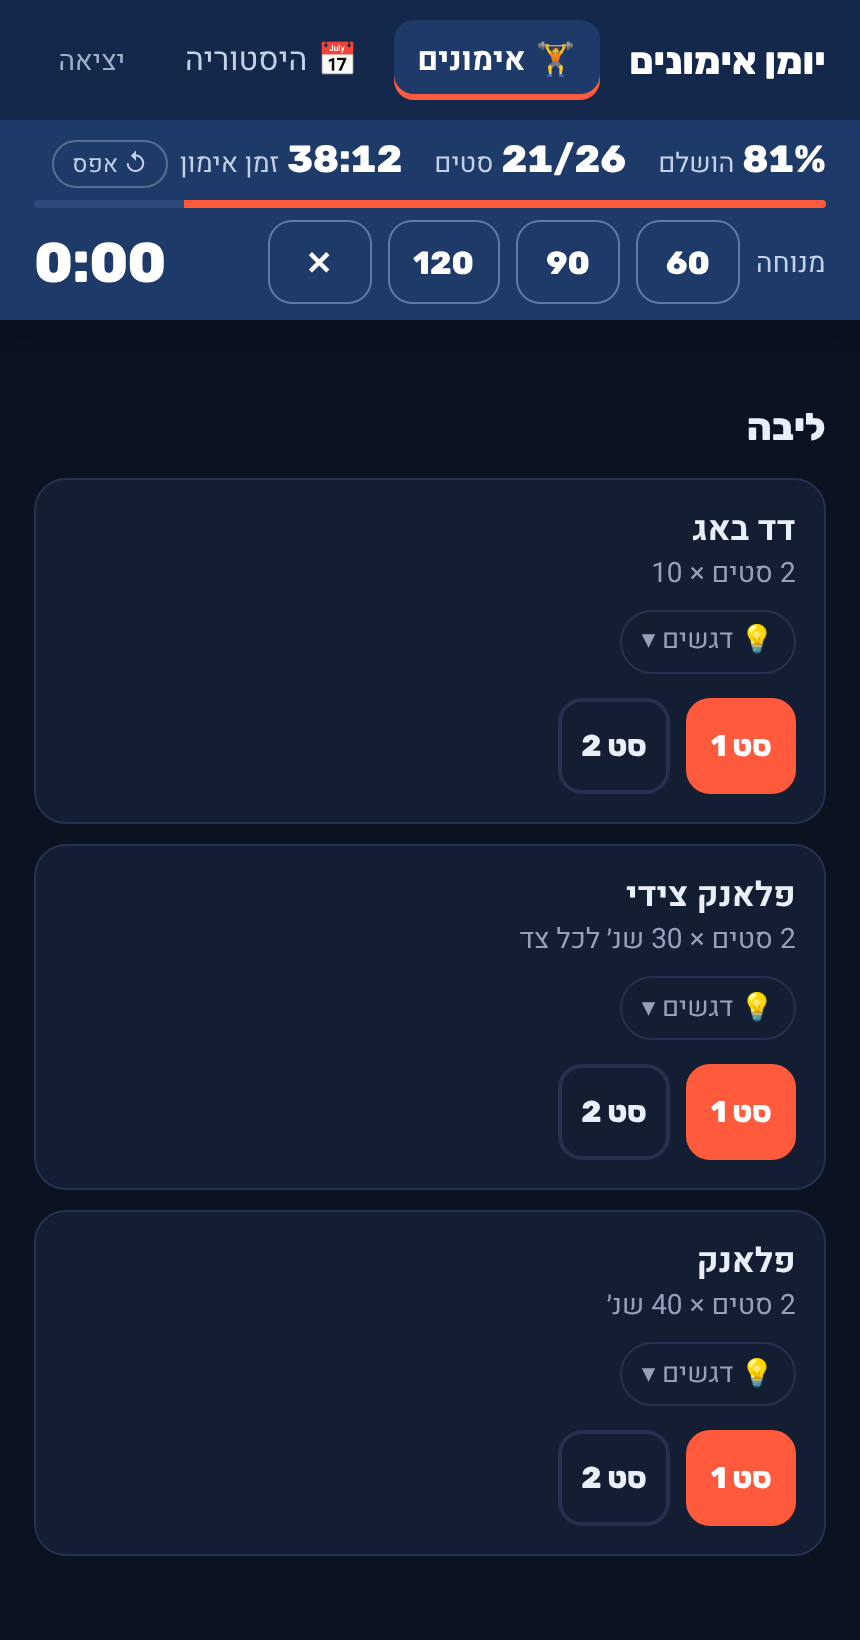 יומן אימונים 🏋️ אימונים 📅 היסטוריה יציאה
81% הושלם 21/26 סטים 38:12 זמן אימון ↺ אפס
מנוחה 60 90 120 ✕ 0:00
ליבה
דד באג
2 סטים × 10
💡 דגשים ▾
סט 1 סט 2
פלאנק צידי
2 סטים × 30 שנ׳ לכל צד
💡 דגשים ▾
סט 1 סט 2
פלאנק
2 סטים × 40 שנ׳
💡 דגשים ▾
סט 1 סט 2